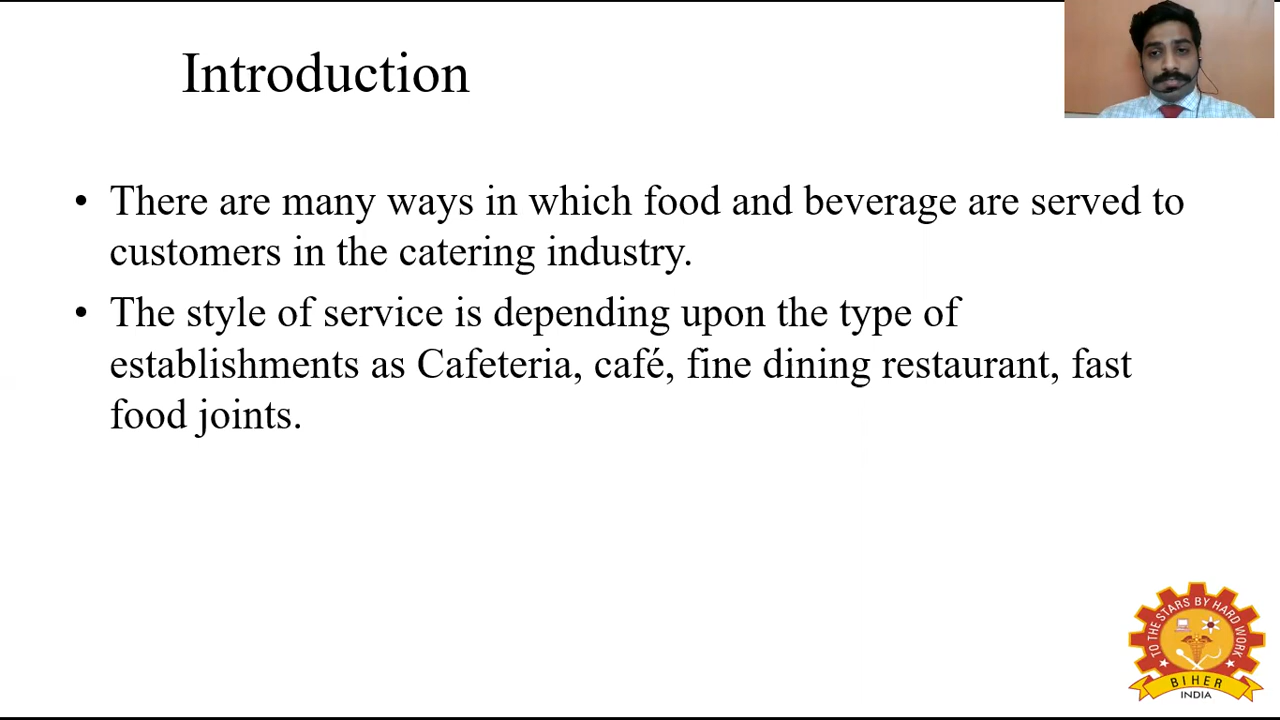 Introduction
• There are many ways in which food and beverage are served to
customers in the catering industry.
• The style of service is depending upon the type of
establishments as Cafeteria, café, fine dining restaurant, fast
food joints.
TO THE STARS BY HARD WORK
BIHER
INDIA